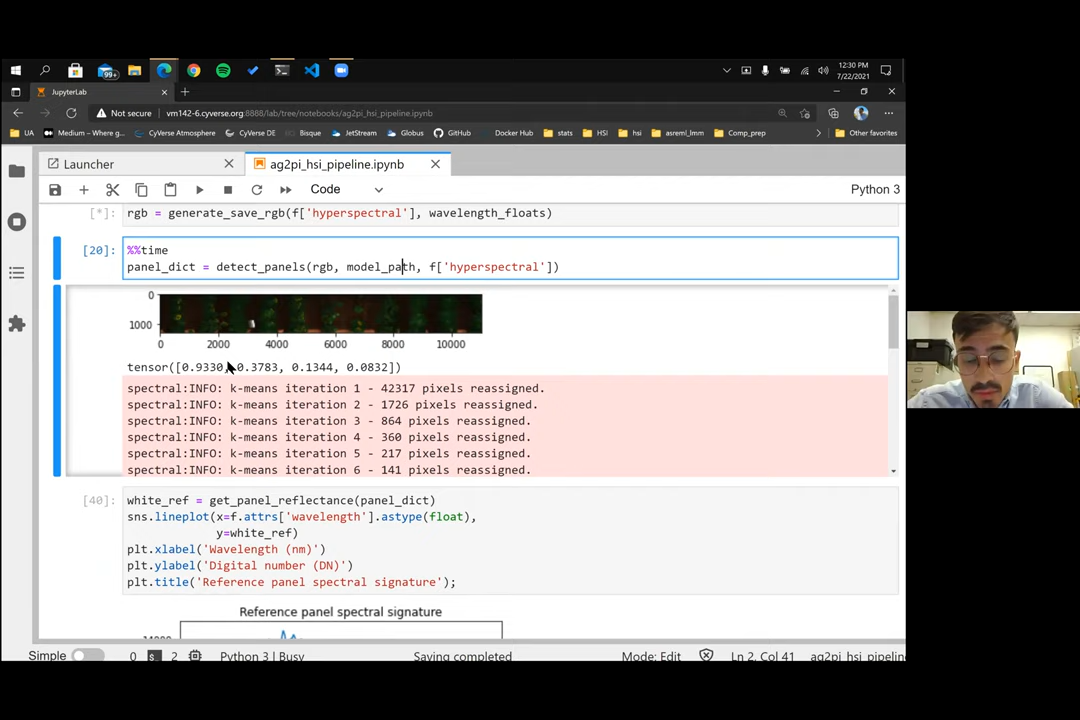 99+
12:30 PM
7/22/2021
JupyterLab
Not secure
vm142-6.cyverse.org:8888/lab/tree/notebooks/ag2pi_hsi_pipeline.ipynb
UA
Medium – Where g...
CyVerse Atmosphere
CyVerse DE
Bisque
JetStream
Globus
GitHub
Docker Hub
stats
HSI
hsi
asreml_lmm
Comp_prep
Other favorites
Launcher
ag2pi_hsi_pipeline.ipynb
Code
Python 3
[*]: rgb = generate_save_rgb(f['hyperspectral'], wavelength_floats)
[20]: %%time
panel_dict = detect_panels(rgb, model_path, f['hyperspectral'])
0
1000
0 2000 4000 6000 8000 10000
tensor([0.9330, 0.3783, 0.1344, 0.0832])
spectral:INFO: k-means iteration 1 - 42317 pixels reassigned.
spectral:INFO: k-means iteration 2 - 1726 pixels reassigned.
spectral:INFO: k-means iteration 3 - 864 pixels reassigned.
spectral:INFO: k-means iteration 4 - 360 pixels reassigned.
spectral:INFO: k-means iteration 5 - 217 pixels reassigned.
spectral:INFO: k-means iteration 6 - 141 pixels reassigned.
[40]: white_ref = get_panel_reflectance(panel_dict)
sns.lineplot(x=f.attrs['wavelength'].astype(float),
y=white_ref)
plt.xlabel('Wavelength (nm)')
plt.ylabel('Digital number (DN)')
plt.title('Reference panel spectral signature');
Reference panel spectral signature
14000
Simple
0
2
Python 3 | Busy
Saving completed
Mode: Edit
Ln 2, Col 41
ag2pi_hsi_pipeline